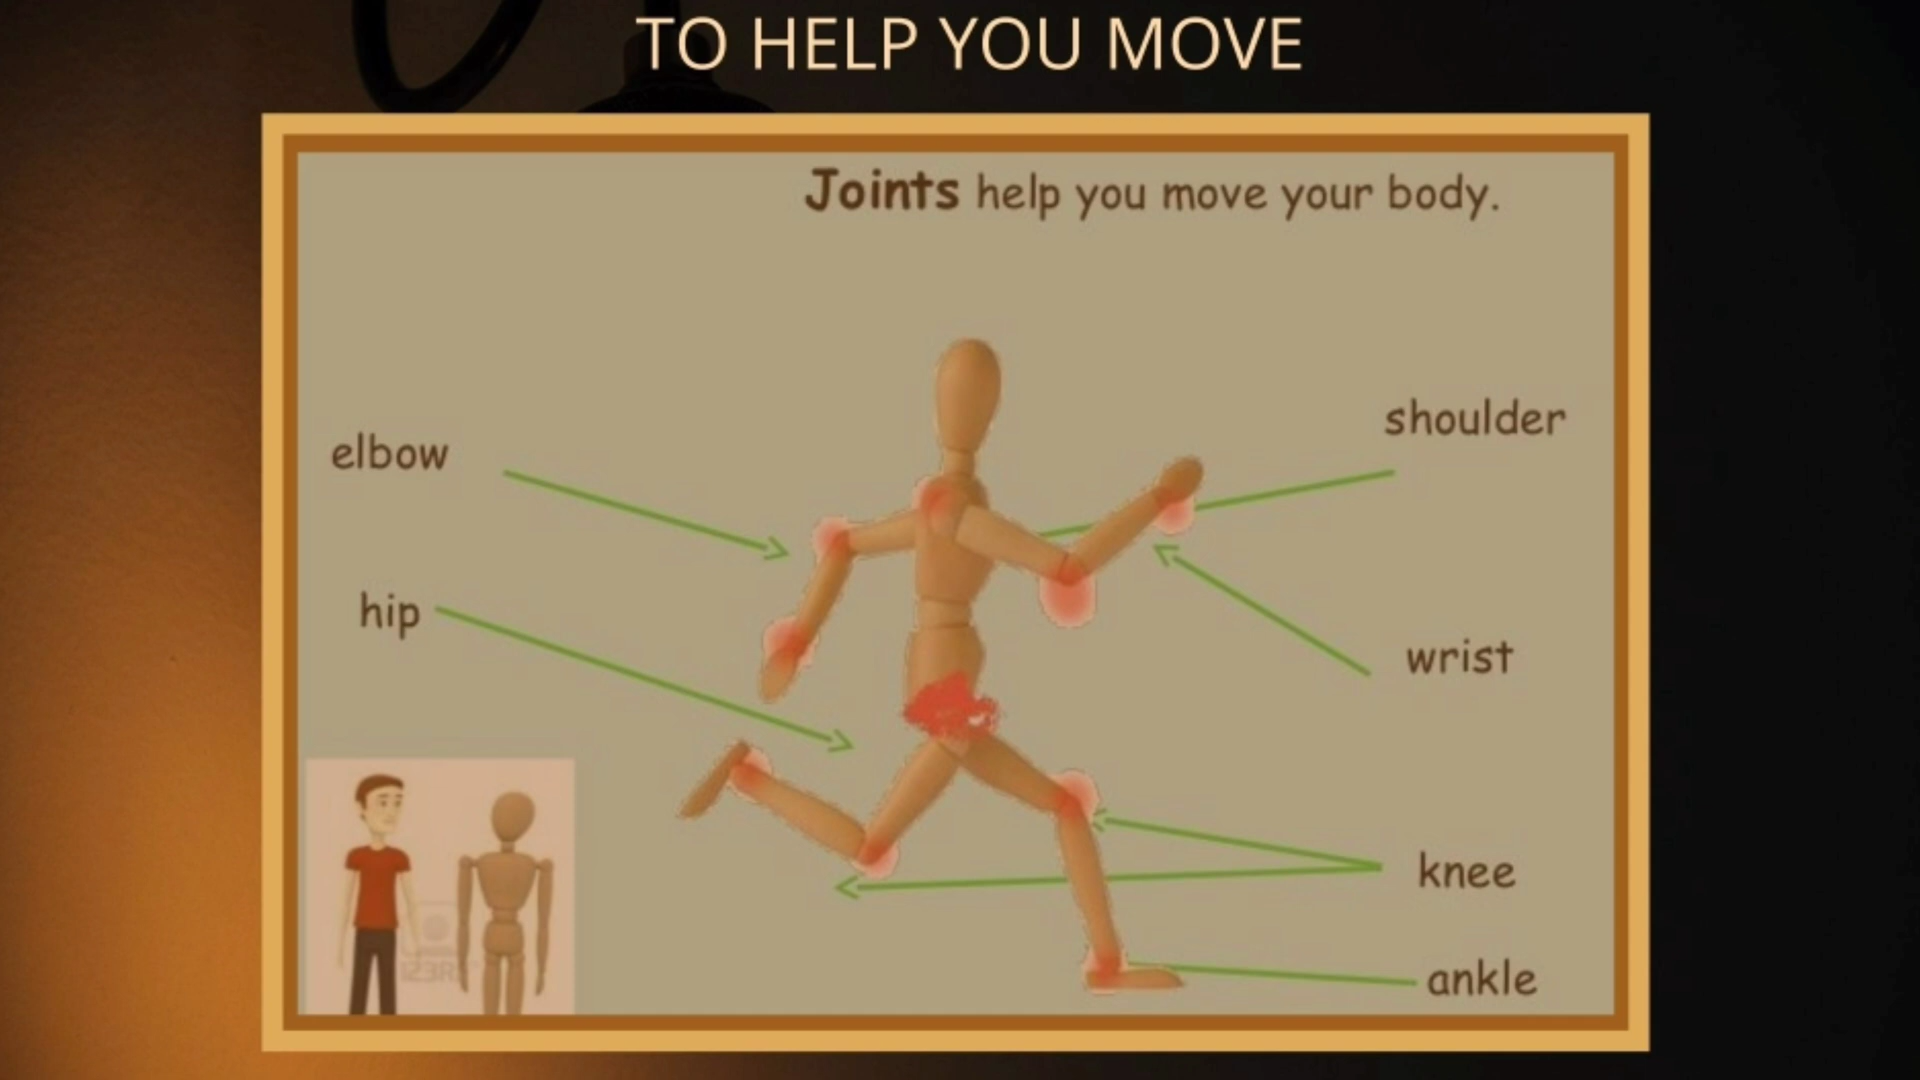 TO HELP YOU MOVE
Joints help you move your body.
shoulder
elbow
hip
wrist
knee
ankle